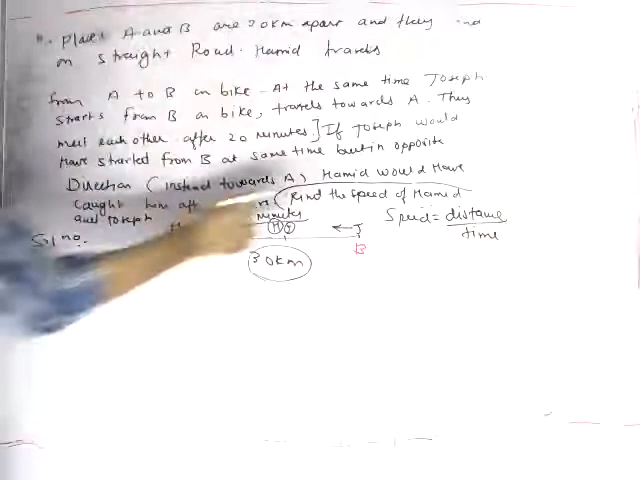 Places A and B are 30km apart and they
on straight Road. Hamid travels
from A to B on bike. At the same time Joseph
starts from B on bike, travels towards A. They
meet each other after 20 minutes.] If Joseph would
Have started from B at same time but in opposite
Direction (instead towards A) Hamid would Have
caught him aft
Find the speed of Hamid
and Joseph
minutes
Speed = distance
time
H J
J
B
30km